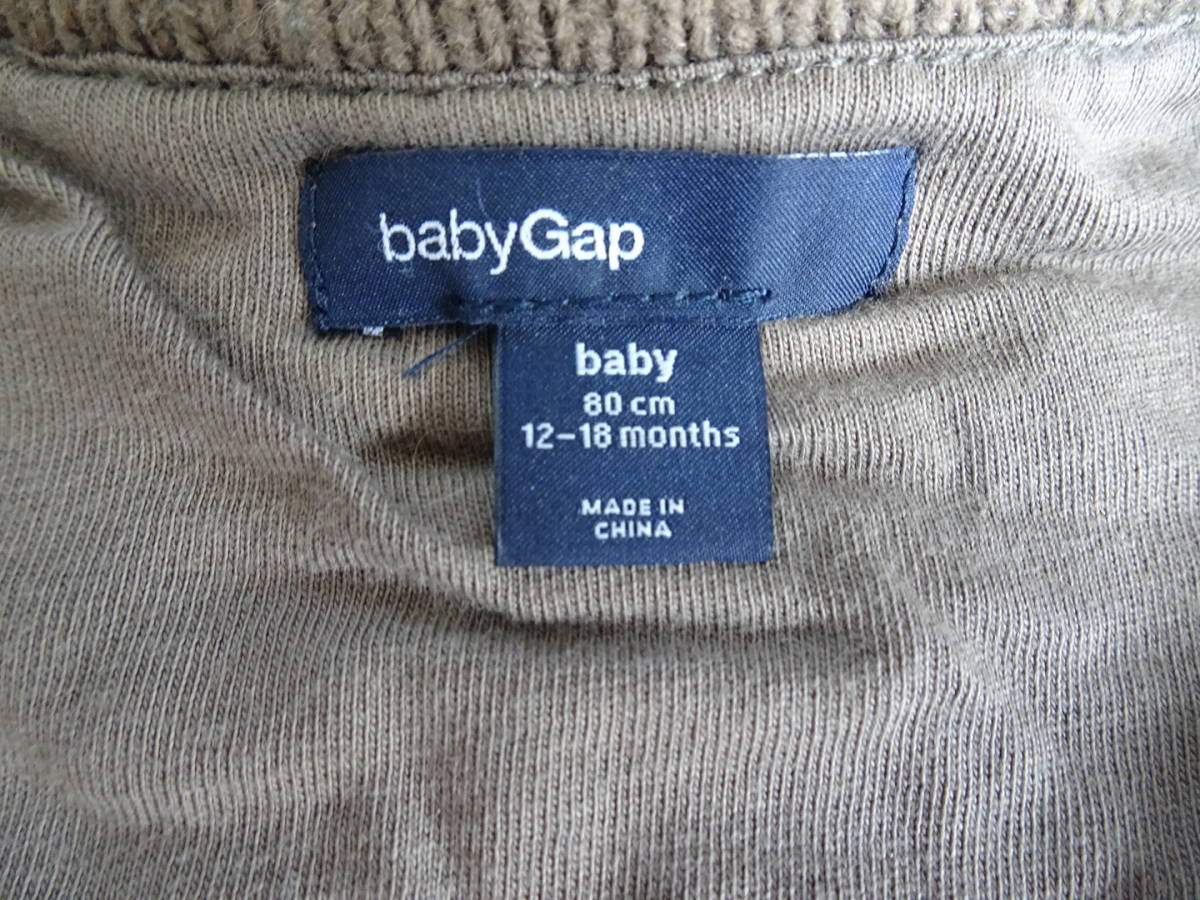 babyGap
baby
80 cm
12–18 months
MADE IN
CHINA